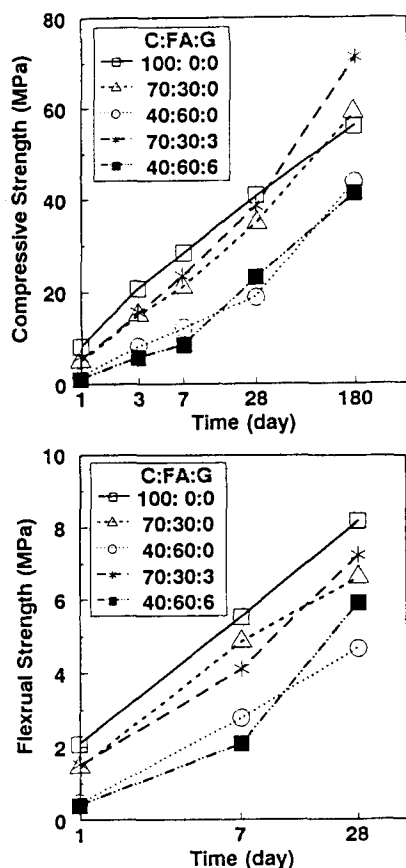 Compressive Strength (MPa)
80
60
40
20
0
C:FA:G
100: 0:0
70:30:0
40:60:0
70:30:3
40:60:6
1 3 7 28 180
Time (day)
Flexrual Strength (MPa)
10
8
6
4
2
0
C:FA:G
100: 0:0
70:30:0
40:60:0
70:30:3
40:60:6
1 7 28
Time (day)